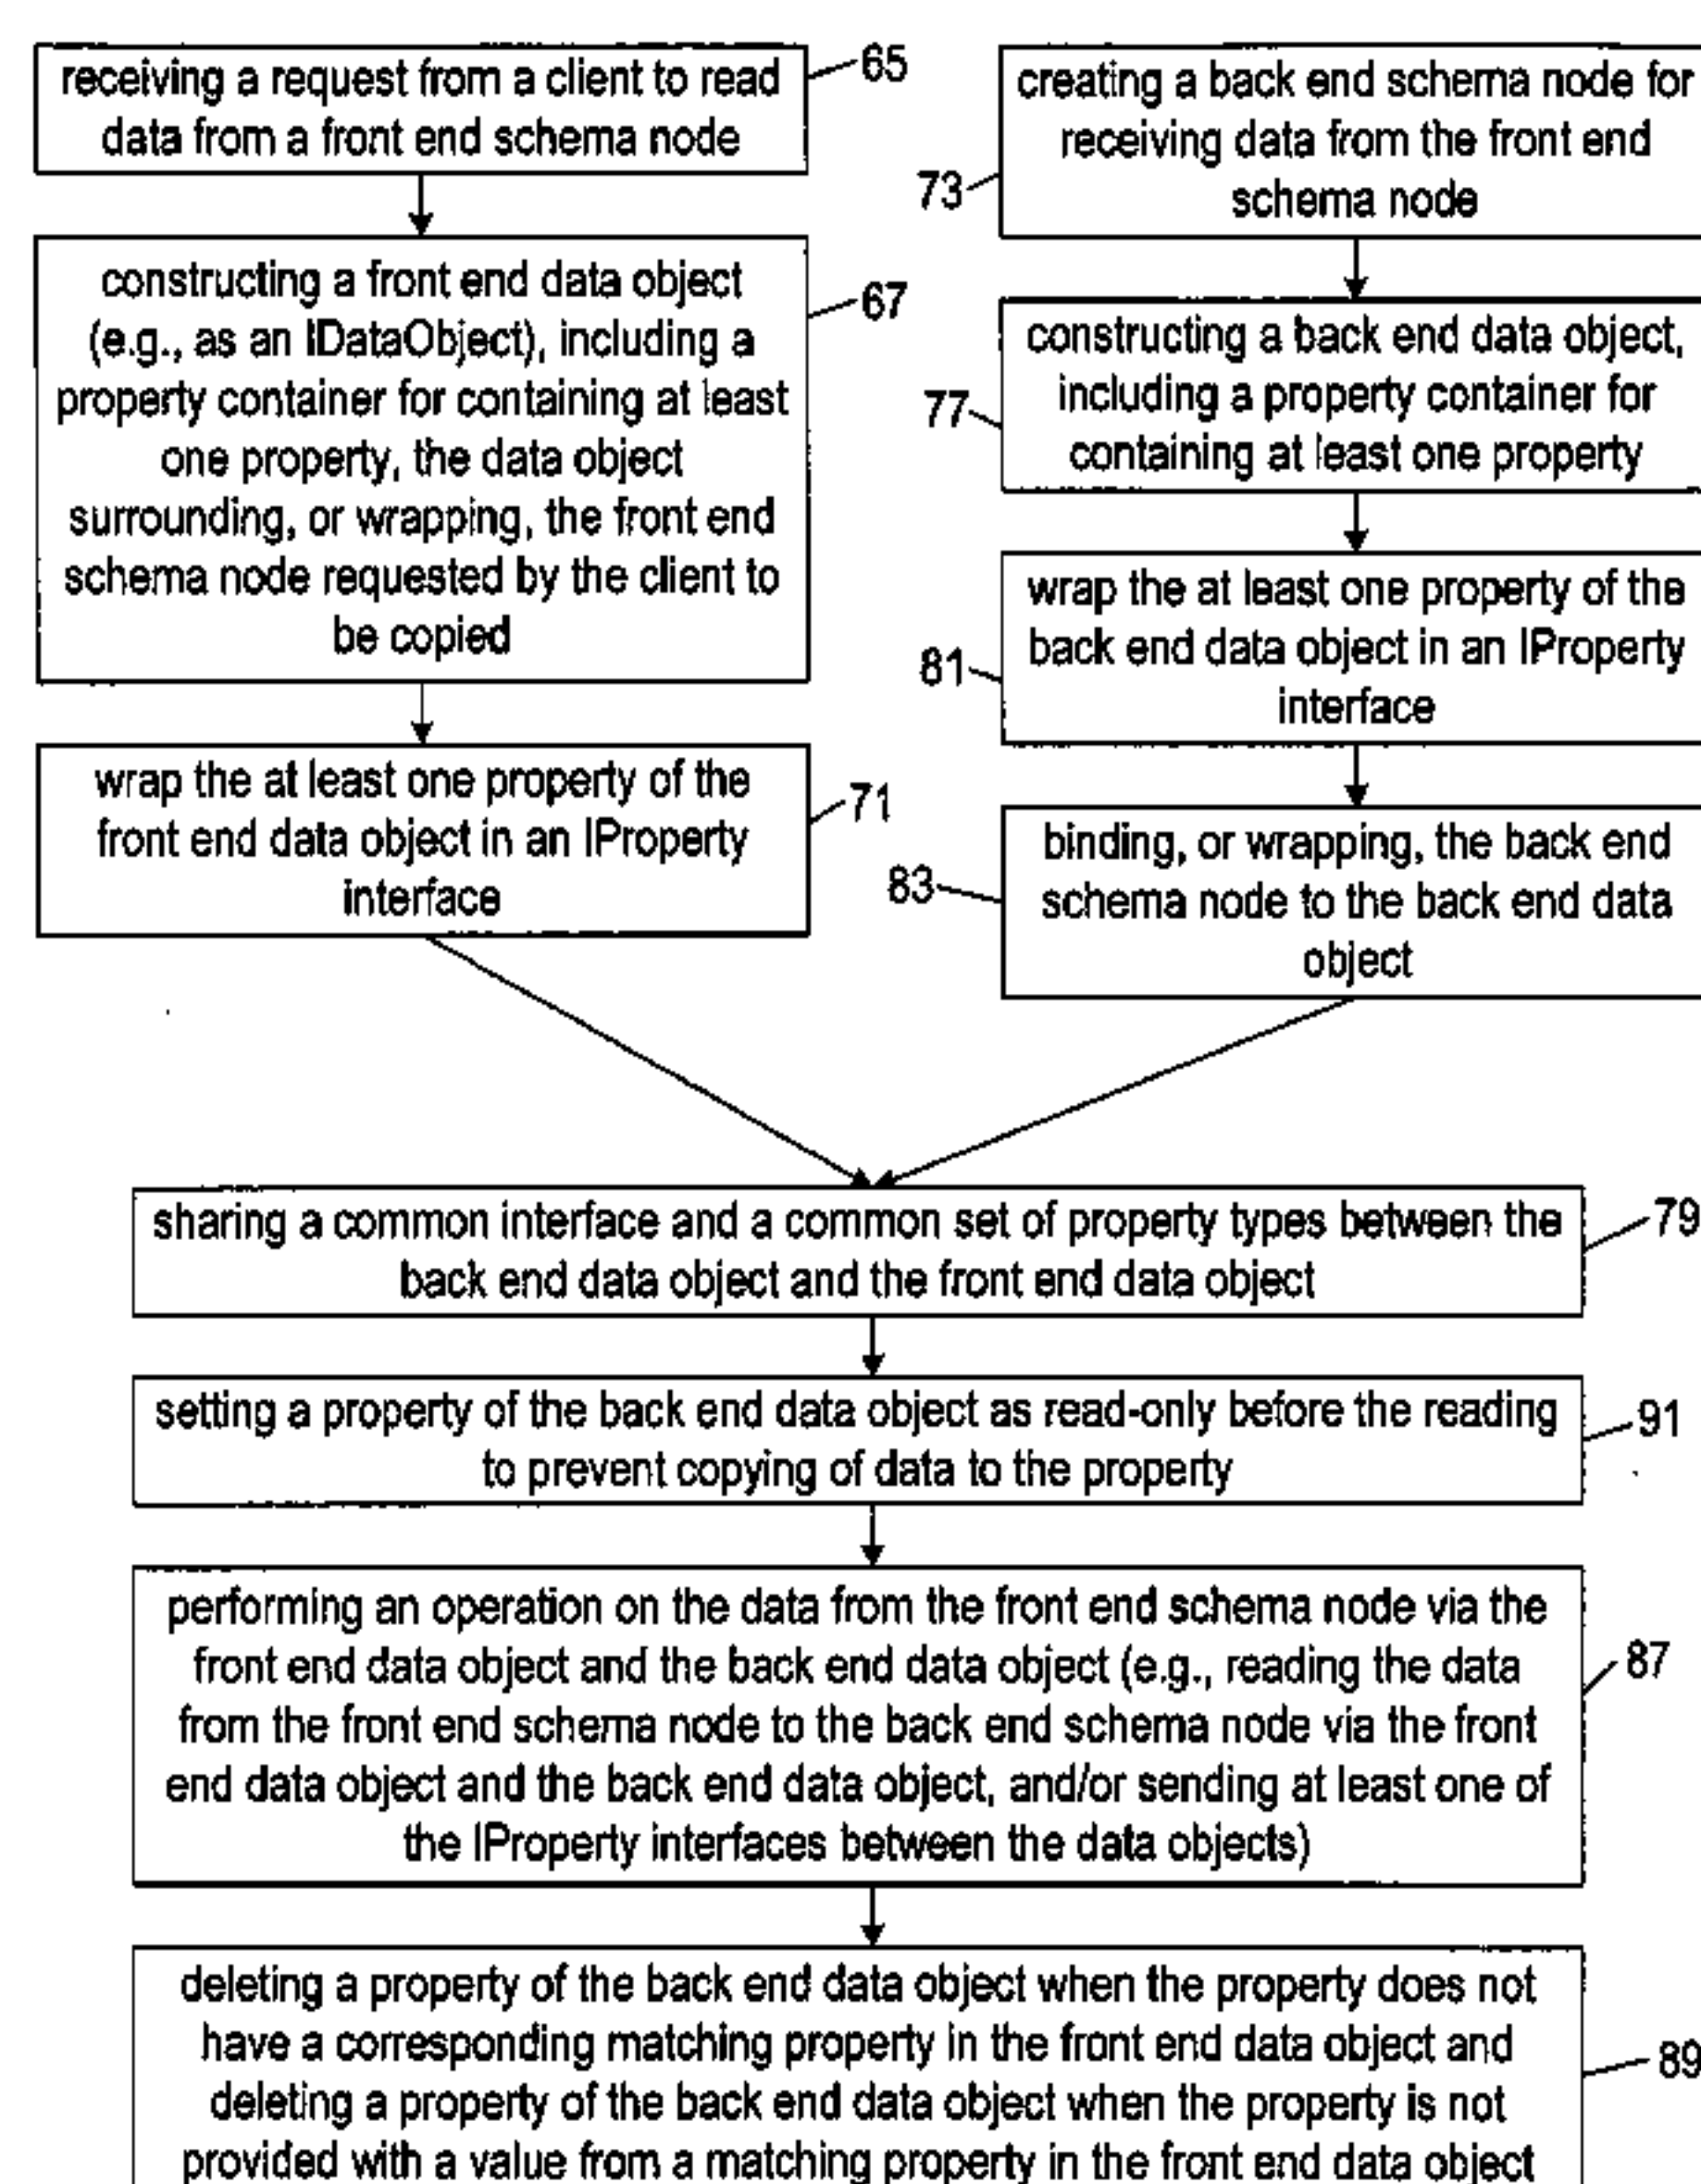 receiving a request from a client to read
data from a front end schema node
65
constructing a front end data object
(e.g., as an IDataObject), including a
property container for containing at least
one property, the data object
surrounding, or wrapping, the front end
schema node requested by the client to
be copied
67
wrap the at least one property of the
front end data object in an IProperty
interface
71
creating a back end schema node for
receiving data from the front end
schema node
73
constructing a back end data object,
including a property container for
containing at least one property
77
wrap the at least one property of the
back end data object in an IProperty
interface
81
binding, or wrapping, the back end
schema node to the back end data
object
83
sharing a common interface and a common set of property types between the
back end data object and the front end data object
79
setting a property of the back end data object as read-only before the reading
to prevent copying of data to the property
91
performing an operation on the data from the front end schema node via the
front end data object and the back end data object (e.g., reading the data
from the front end schema node to the back end schema node via the front
end data object and the back end data object, and/or sending at least one of
the IProperty interfaces between the data objects)
87
deleting a property of the back end data object when the property does not
have a corresponding matching property in the front end data object and
deleting a property of the back end data object when the property is not
provided with a value from a matching property in the front end data object
89